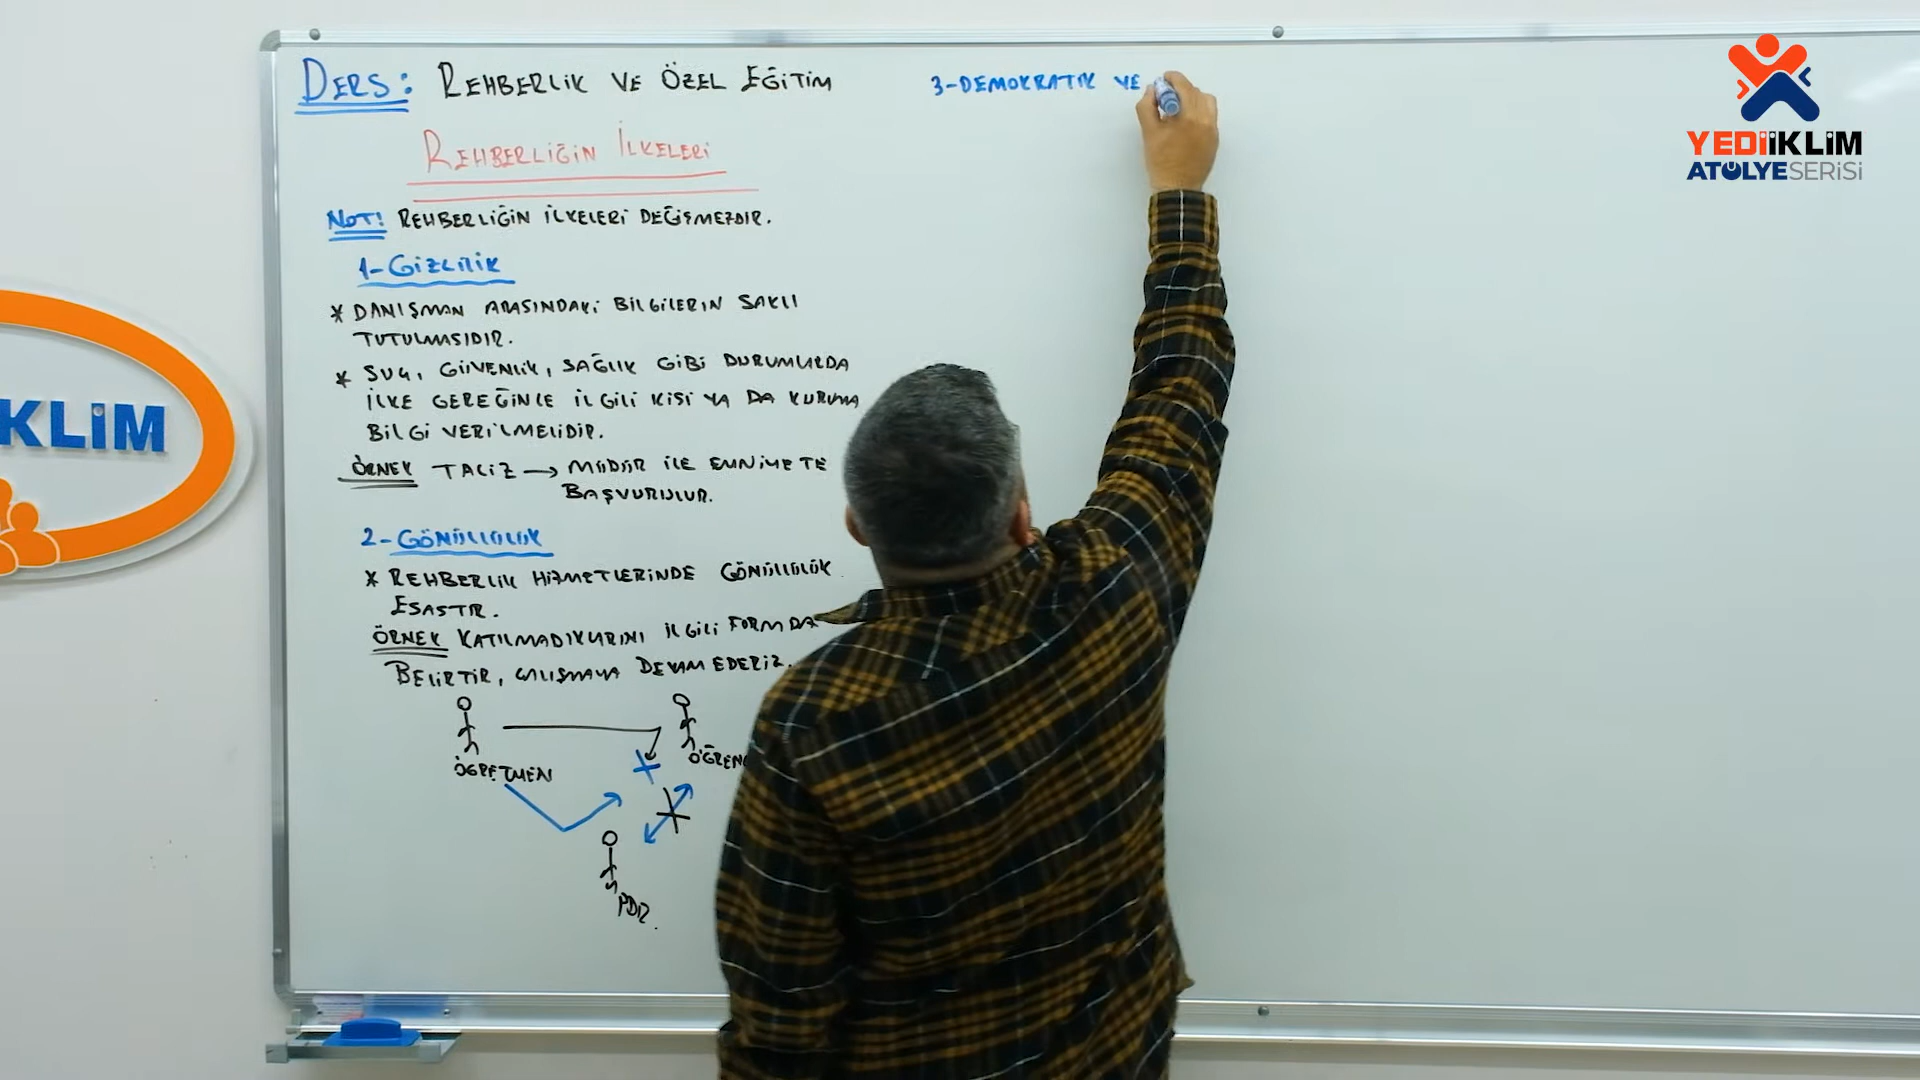 DERS: REHBERLİK VE ÖZEL EĞİTİM
REHBERLİĞİN İLKELERİ
NOT! REHBERLİĞİN İLKELERİ DEĞİŞMEZDİR.
1-GİZLİLİK
* DANIŞMAN ARASINDAKİ BİLGİLERİN SAKLI
TUTULMASIDIR.
* SUÇ, GÜVENLİK, SAĞLIK GİBİ DURUMLARDA
İLKE GEREĞİNCE İLGİLİ KİŞİ YA DA KURUMA
BİLGİ VERİLMELİDİR.
ÖRNEK TACİZ → MÜDÜR İLE EMNİYETE
BAŞVURULUR.
2-GÖNÜLLÜLÜK
* REHBERLİK HİZMETLERİNDE GÖNÜLLÜLÜK
ESASTIR.
ÖRNEK KATILMADIKLARINI İLGİLİ FORMDA
BELİRTİR, ÇALIŞMAYA DEVAM EDERİZ.
ÖĞRETMEN
ÖĞRENC
PDR.
3-DEMOKRATİK VE
YEDİİKLİM
ATÖLYESERİSİ
KLİM